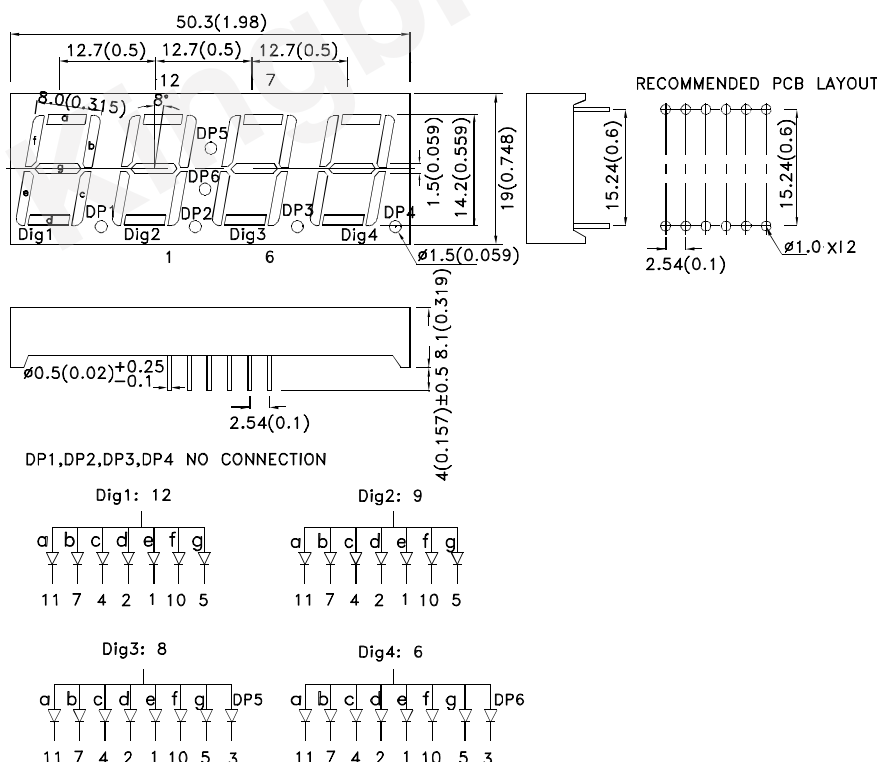 50.3(1.98)
12.7(0.5) 12.7(0.5) 12.7(0.5)
12 7
8.0(0.315)
8°
a
f b
g
e c
d
DP5
DP6
DP1 DP2 DP3 DP4
Dig1 Dig2 Dig3 Dig4
1 6
1.5(0.059)
14.2(0.559)
19(0.748)
ø1.5(0.059)
RECOMMENDED PCB LAYOUT
15.24(0.6)
15.24(0.6)
2.54(0.1)
ø1.0 x12
ø0.5(0.02)+0.25
−0.1
2.54(0.1)
8.1(0.319)
4(0.157)±0.5
DP1,DP2,DP3,DP4 NO CONNECTION
Dig1: 12
a b c d e f g
11 7 4 2 1 10 5
Dig2: 9
a b c d e f g
11 7 4 2 1 10 5
Dig3: 8
a b c d e f g DP5
11 7 4 2 1 10 5 3
Dig4: 6
a b c d e f g DP6
11 7 4 2 1 10 5 3